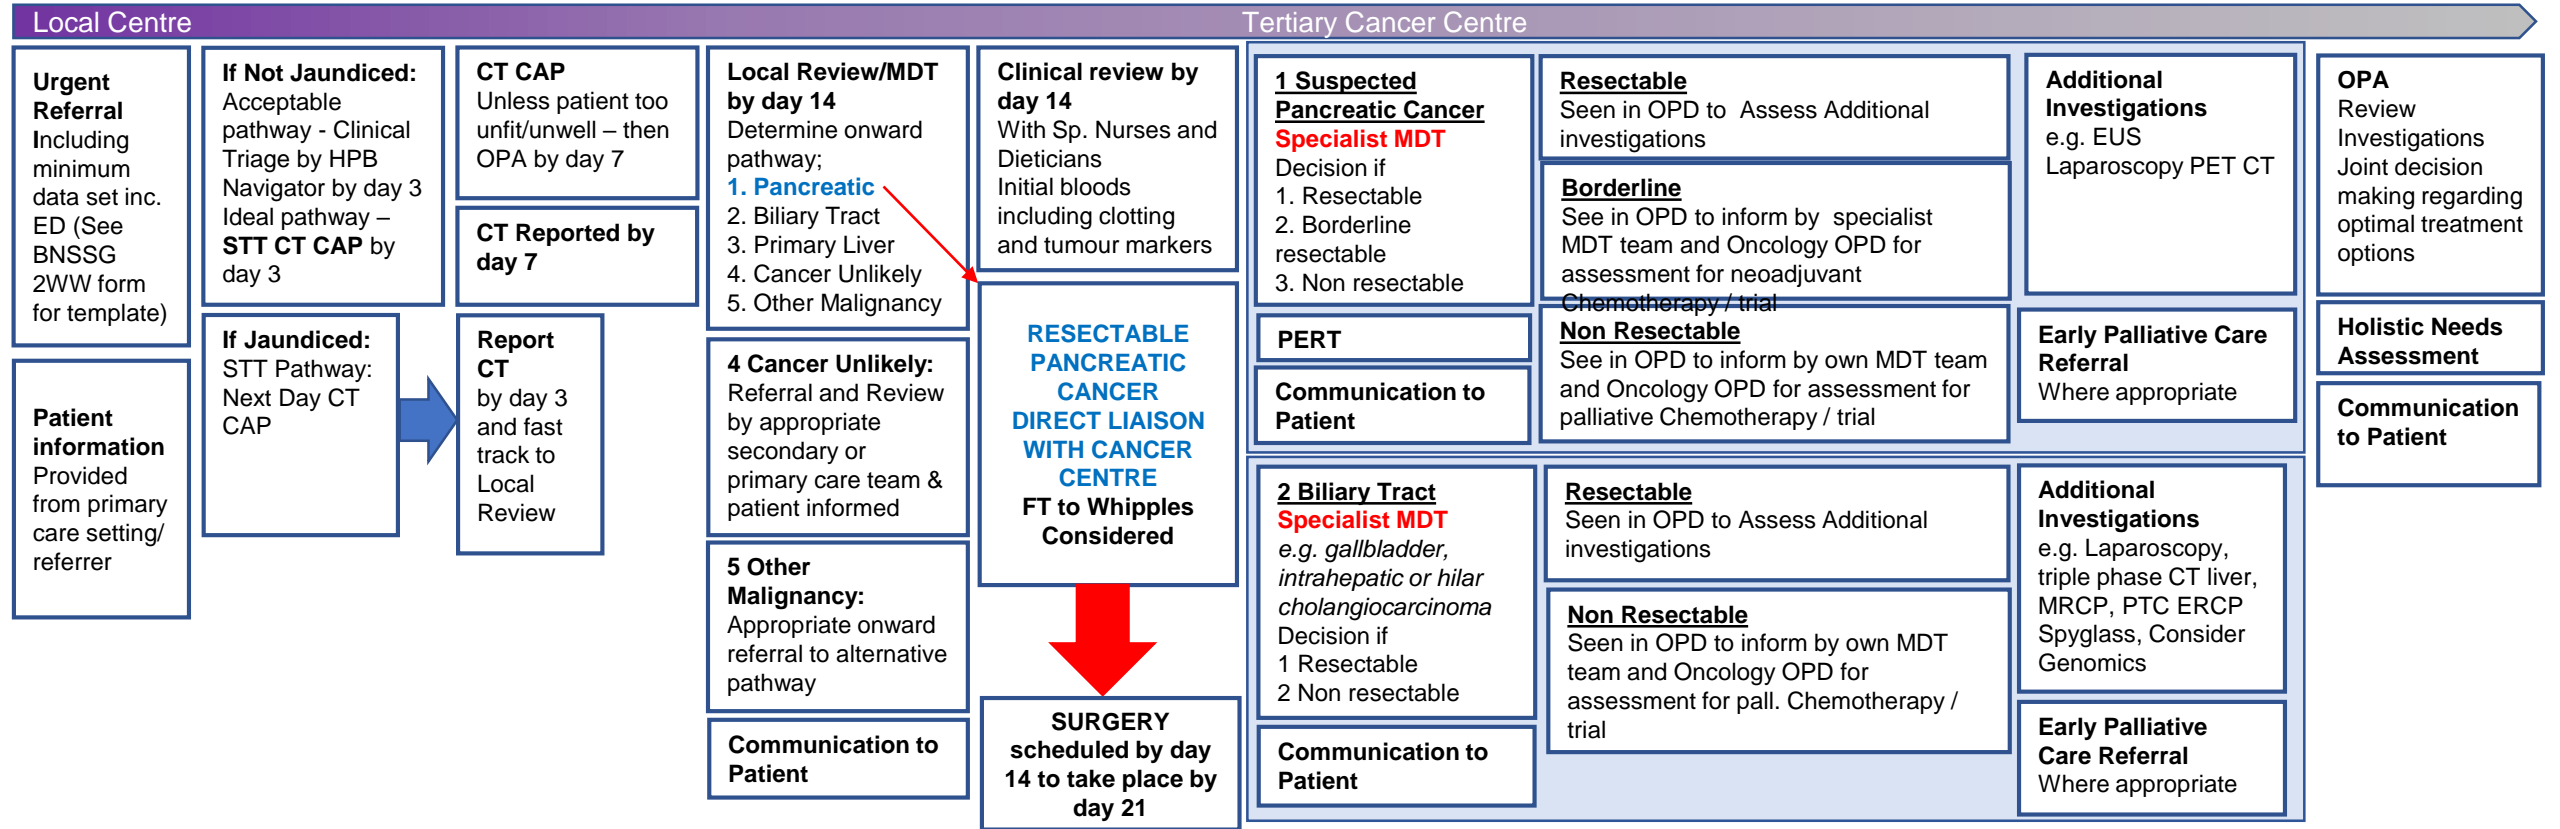 Local Centre
Tertiary Cancer Centre
Urgent
Referral
Including
minimum
data set inc.
ED (See
BNSSG
2WW form
for template)
Patient
information
Provided
from primary
care setting/
referrer
If Not Jaundiced:
Acceptable
pathway - Clinical
Triage by HPB
Navigator by day 3
Ideal pathway –
STT CT CAP by
day 3
If Jaundiced:
STT Pathway:
Next Day CT
CAP
CT CAP
Unless patient too
unfit/unwell – then
OPA by day 7
CT Reported by
day 7
Report
CT
by day 3
and fast
track to
Local
Review
Local Review/MDT
by day 14
Determine onward
pathway;
1. Pancreatic
2. Biliary Tract
3. Primary Liver
4. Cancer Unlikely
5. Other Malignancy
4 Cancer Unlikely:
Referral and Review
by appropriate
secondary or
primary care team &
patient informed
5 Other
Malignancy:
Appropriate onward
referral to alternative
pathway
Communication to
Patient
Clinical review by
day 14
With Sp. Nurses and
Dieticians
Initial bloods
including clotting
and tumour markers
RESECTABLE
PANCREATIC
CANCER
DIRECT LIAISON
WITH CANCER
CENTRE
FT to Whipples
Considered
SURGERY
scheduled by day
14 to take place by
day 21
1 Suspected
Pancreatic Cancer
Specialist MDT
Decision if
1. Resectable
2. Borderline
resectable
3. Non resectable
PERT
Communication to
Patient
Resectable
Seen in OPD to  Assess Additional
investigations
Borderline
See in OPD to inform by  specialist
MDT team and Oncology OPD for
assessment for neoadjuvant
Chemotherapy / trial
Non Resectable
See in OPD to inform by own MDT team
and Oncology OPD for assessment for
palliative Chemotherapy / trial
Additional
Investigations
e.g. EUS
Laparoscopy PET CT
Early Palliative Care
Referral
Where appropriate
2 Biliary Tract
Specialist MDT
e.g. gallbladder,
intrahepatic or hilar
cholangiocarcinoma
Decision if
1 Resectable
2 Non resectable
Communication to
Patient
Resectable
Seen in OPD to Assess Additional
investigations
Non Resectable
Seen in OPD to inform by own MDT
team and Oncology OPD for
assessment for pall. Chemotherapy /
trial
Additional
Investigations
e.g. Laparoscopy,
triple phase CT liver,
MRCP, PTC ERCP
Spyglass, Consider
Genomics
Early Palliative
Care Referral
Where appropriate
OPA
Review
Investigations
Joint decision
making regarding
optimal treatment
options
Holistic Needs
Assessment
Communication
to Patient